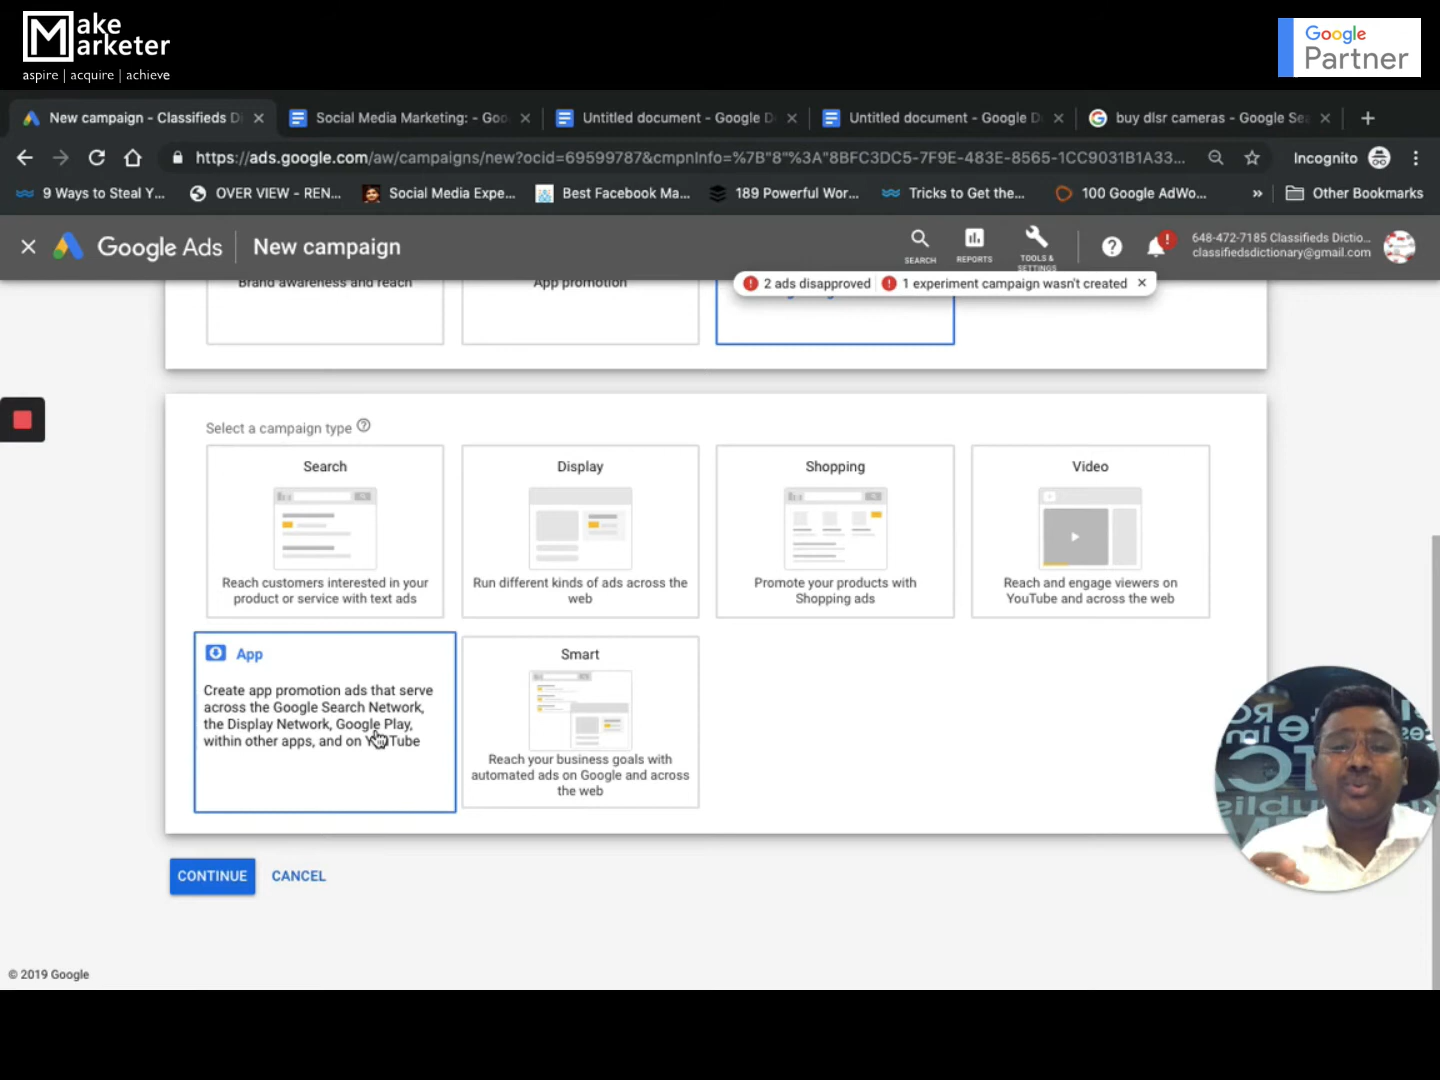 Make
Marketer
aspire | acquire | achieve
Google
Partner
New campaign - Classifieds D
Social Media Marketing: - Goo
Untitled document - Google D
Untitled document - Google D
buy dlsr cameras - Google Sea
https://ads.google.com/aw/campaigns/new?ocid=69599787&cmpnInfo=%7B"8"%3A"8BFC3DC5-7F9E-483E-8565-1CC9031B1A33...
Incognito
9 Ways to Steal Y...
OVER VIEW - REN...
Social Media Expe...
Best Facebook Ma...
189 Powerful Wor...
Tricks to Get the...
100 Google AdWo...
»
Other Bookmarks
Google Ads
New campaign
SEARCH
REPORTS
TOOLS &
SETTINGS
648-472-7185 Classifieds Dictio...
classifiedsdictionary@gmail.com
2 ads disapproved
1 experiment campaign wasn't created
Brand awareness and reach
App promotion
Select a campaign type
Search
Reach customers interested in your
product or service with text ads
Display
Run different kinds of ads across the
web
Shopping
Promote your products with
Shopping ads
Video
Reach and engage viewers on
YouTube and across the web
App
Create app promotion ads that serve
across the Google Search Network,
the Display Network, Google Play,
within other apps, and on YouTube
Smart
Reach your business goals with
automated ads on Google and across
the web
CONTINUE
CANCEL
© 2019 Google